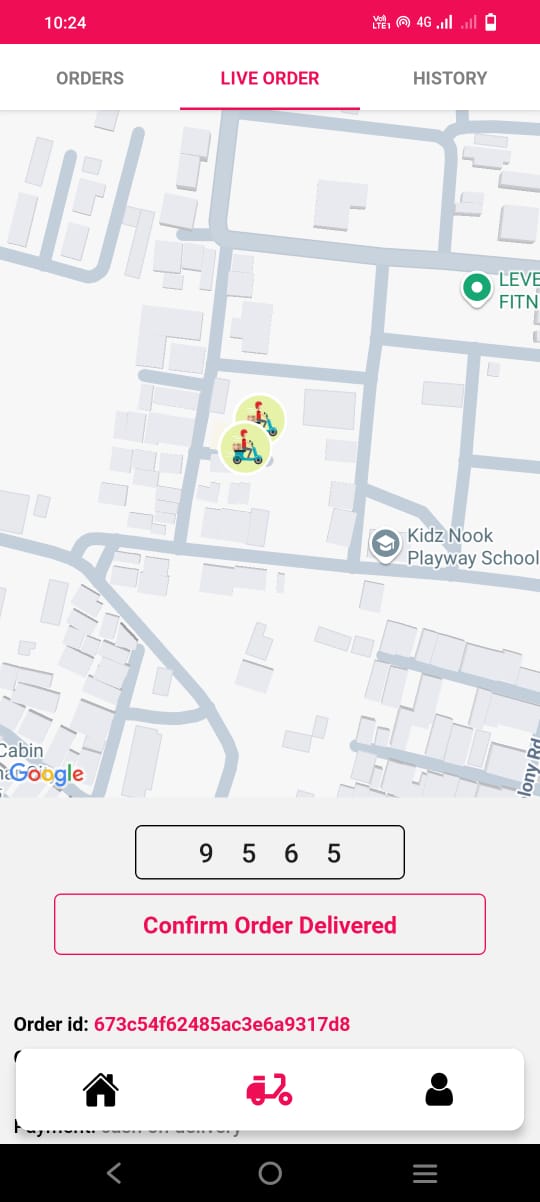 10:24
Vo) LTE1 4G
ORDERS LIVE ORDER HISTORY
LEVE
FITN
Kidz Nook
Playway School
Cabin
Google
lony Rd
9 5 6 5
Confirm Order Delivered
Order id: 673c54f62485ac3e6a9317d8
Payment: cash on delivery